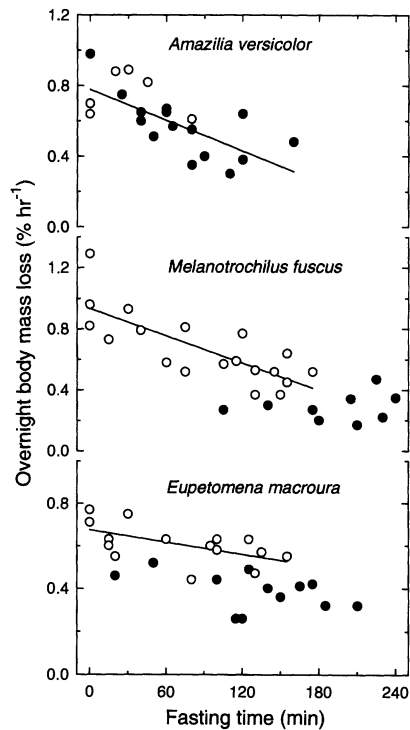 1.2
Amazilia versicolor
0.8
0.4
0.0
Overnight body mass loss (% hr⁻¹)
1.2
Melanotrochilus fuscus
0.8
0.4
0.0
Eupetomena macroura
0.8
0.4
0.0
0 60 120 180 240
Fasting time (min)